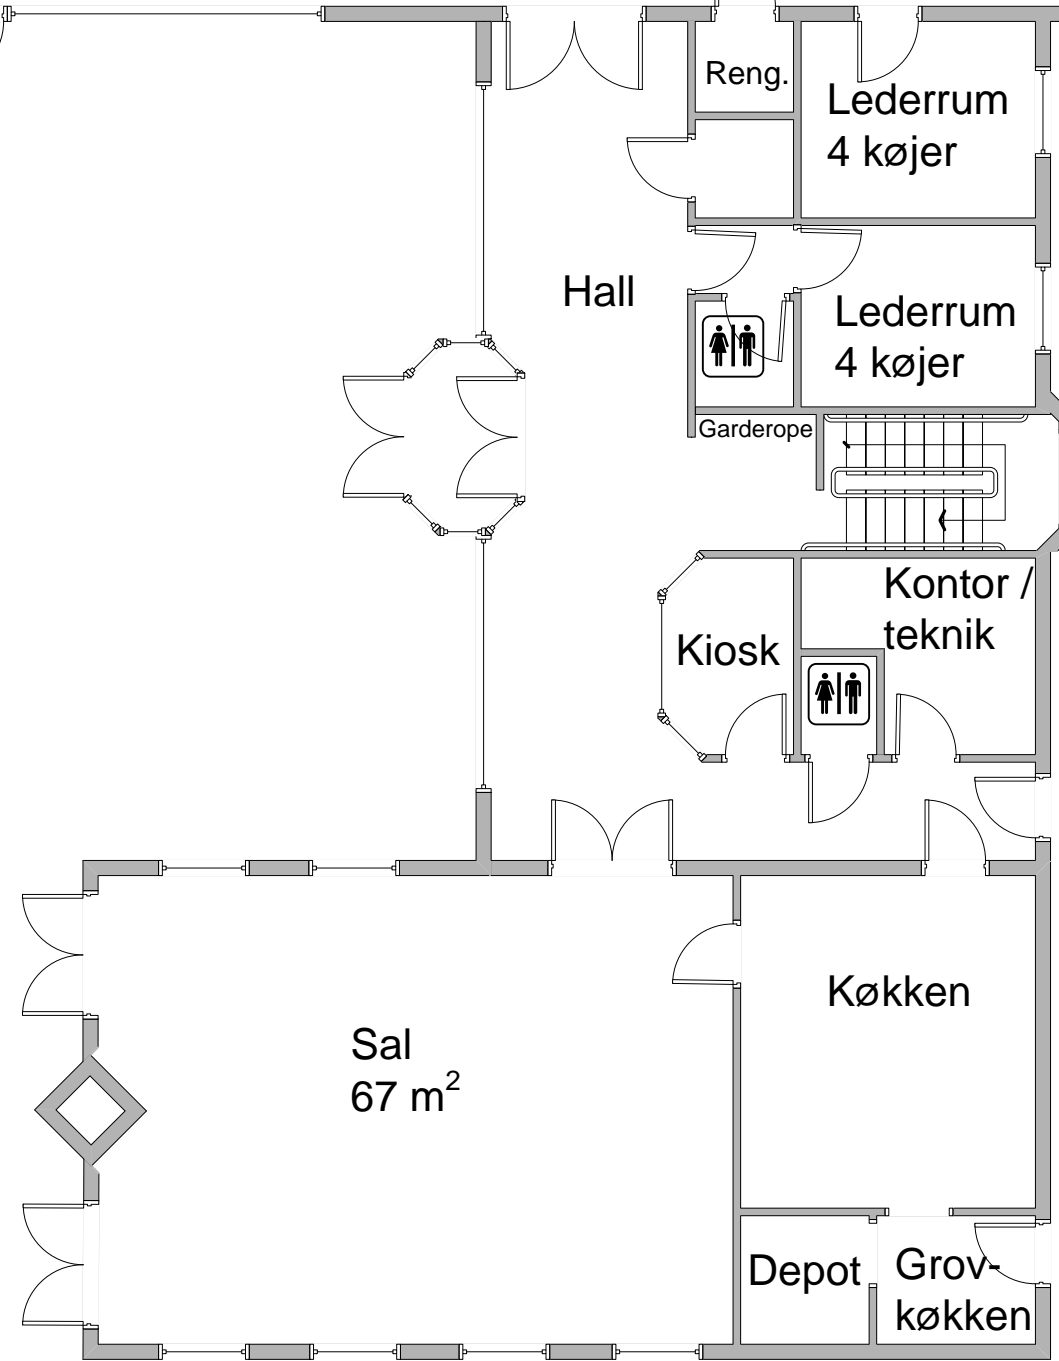 Reng.
Lederrum
4 køjer
Hall
Lederrum
4 køjer
Garderope
Kontor /
teknik
Kiosk
Køkken
Sal
67 m²
Depot
Grov-
køkken